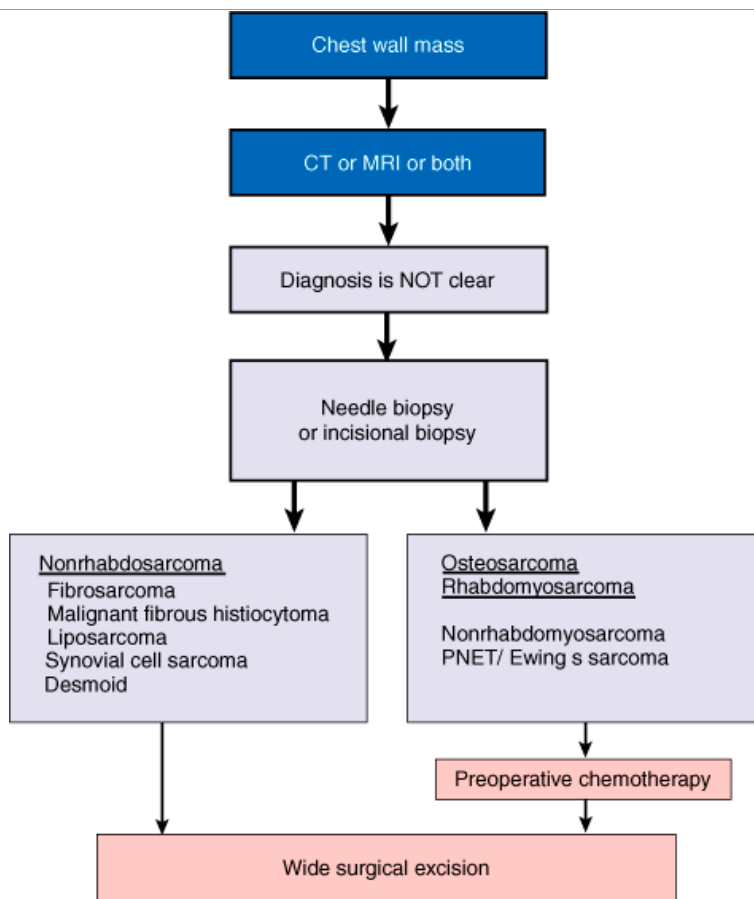 Chest wall mass
CT or MRI or both
Diagnosis is NOT clear
Needle biopsy
or incisional biopsy
Nonrhabdosarcoma
Fibrosarcoma
Malignant fibrous histiocytoma
Liposarcoma
Synovial cell sarcoma
Desmoid
Osteosarcoma
Rhabdomyosarcoma
Nonrhabdomyosarcoma
PNET/ Ewing s sarcoma
Preoperative chemotherapy
Wide surgical excision